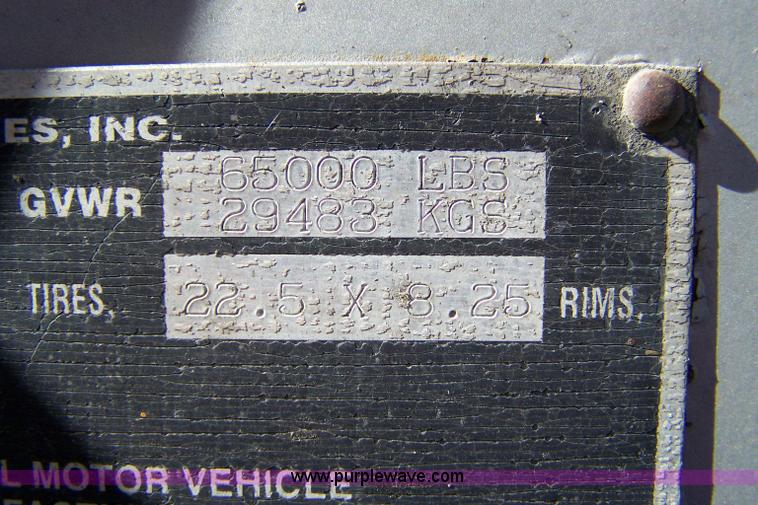 ES, INC.
GVWR 65000 LBS
29483 KGS
TIRES, 22.5 X 8.25 RIMS,
L MOTOR VEHICLE
www.purplewave.com